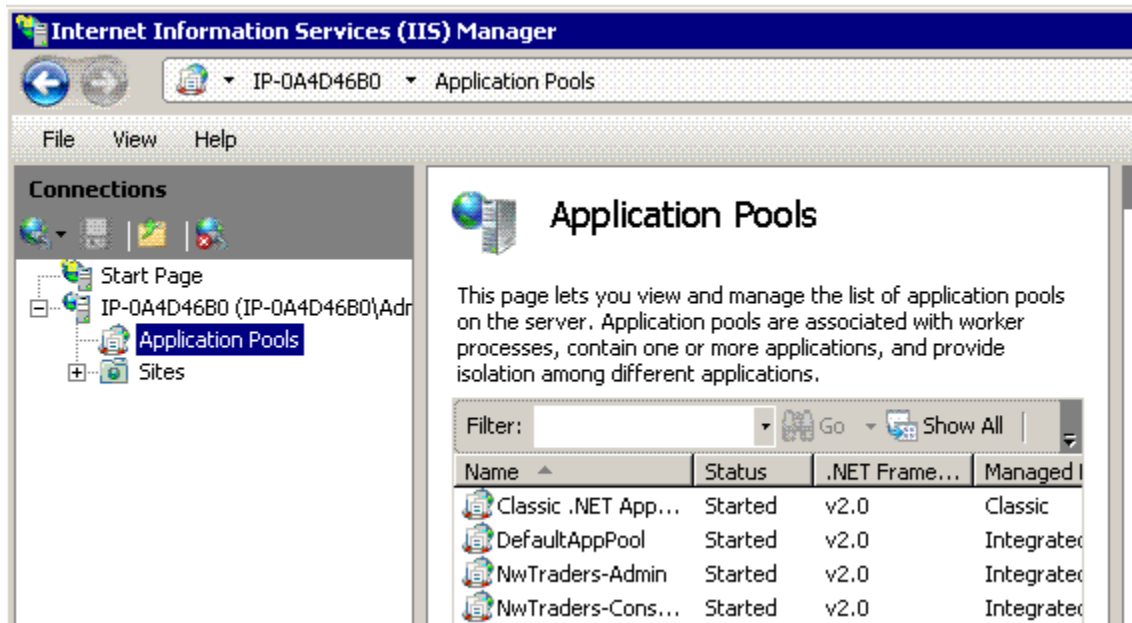 Internet Information Services (IIS) Manager
IP-0A4D46B0 Application Pools
File View Help
Connections
Start Page
IP-0A4D46B0 (IP-0A4D46B0\Adr
Application Pools
Sites
Application Pools
This page lets you view and manage the list of application pools
on the server. Application pools are associated with worker
processes, contain one or more applications, and provide
isolation among different applications.
Filter: Go Show All
Name Status .NET Frame... Managed
Classic .NET App... Started v2.0 Classic
DefaultAppPool Started v2.0 Integrated
NwTraders-Admin Started v2.0 Integrated
NwTraders-Cons... Started v2.0 Integrated